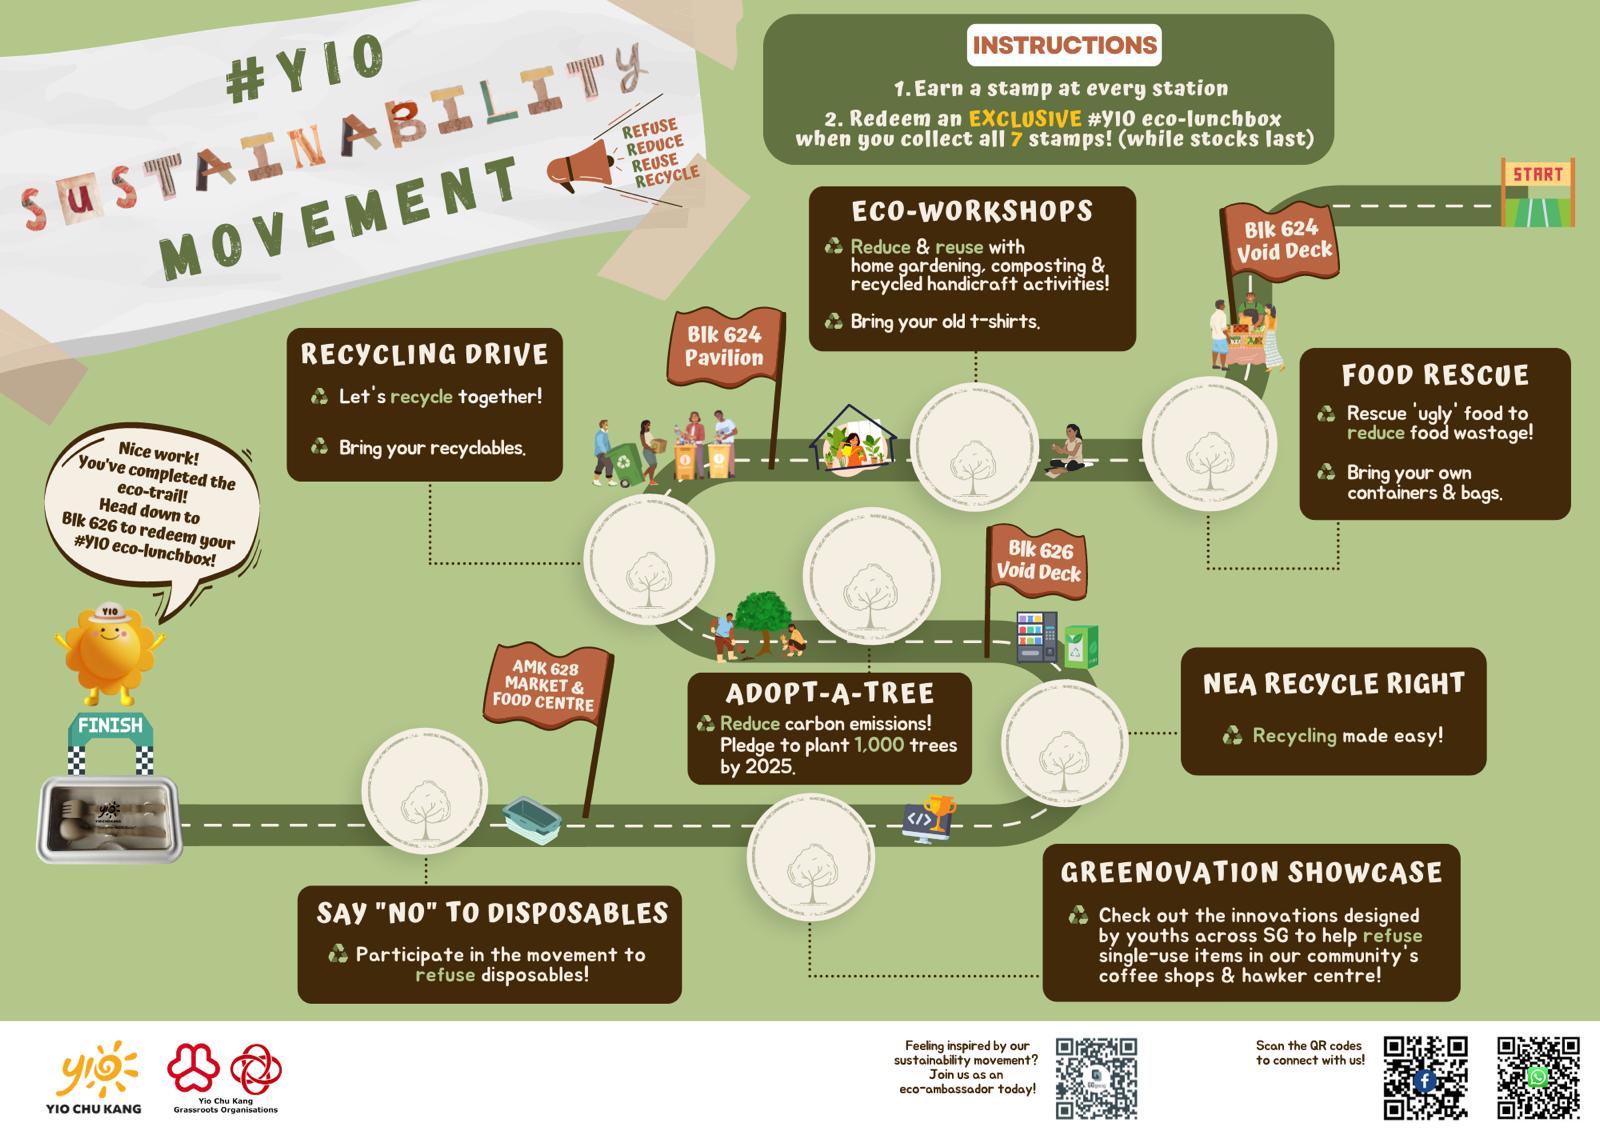 #YIO
SUSTAINABILITY
MOVEMENT
REFUSE
REDUCE
REUSE
RECYCLE
INSTRUCTIONS
1. Earn a stamp at every station
2. Redeem an EXCLUSIVE #YIO eco-lunchbox
when you collect all 7 stamps! (while stocks last)
START
Blk 624
Void Deck
FOOD RESCUE
Rescue 'ugly' food to
reduce food wastage!
Bring your own
containers & bags.
ECO-WORKSHOPS
Reduce & reuse with
home gardening, composting &
recycled handicraft activities!
Bring your old t-shirts.
Blk 624
Pavilion
RECYCLING DRIVE
Let's recycle together!
Bring your recyclables.
ADOPT-A-TREE
Reduce carbon emissions!
Pledge to plant 1,000 trees
by 2025.
Blk 626
Void Deck
NEA RECYCLE RIGHT
Recycling made easy!
GREENOVATION SHOWCASE
Check out the innovations designed
by youths across SG to help refuse
single-use items in our community's
coffee shops & hawker centre!
AMK 628
MARKET &
FOOD CENTRE
SAY "NO" TO DISPOSABLES
Participate in the movement to
refuse disposables!
Nice work!
You've completed the
eco-trail!
Head down to
Blk 626 to redeem your
#YIO eco-lunchbox!
YIO
FINISH
yio
YIO CHU KANG
yio
YIO CHU KANG
Yio Chu Kang
Grassroots Organisations
Feeling inspired by our
sustainability movement?
Join us as an
eco-ambassador today!
Scan the QR codes
to connect with us!